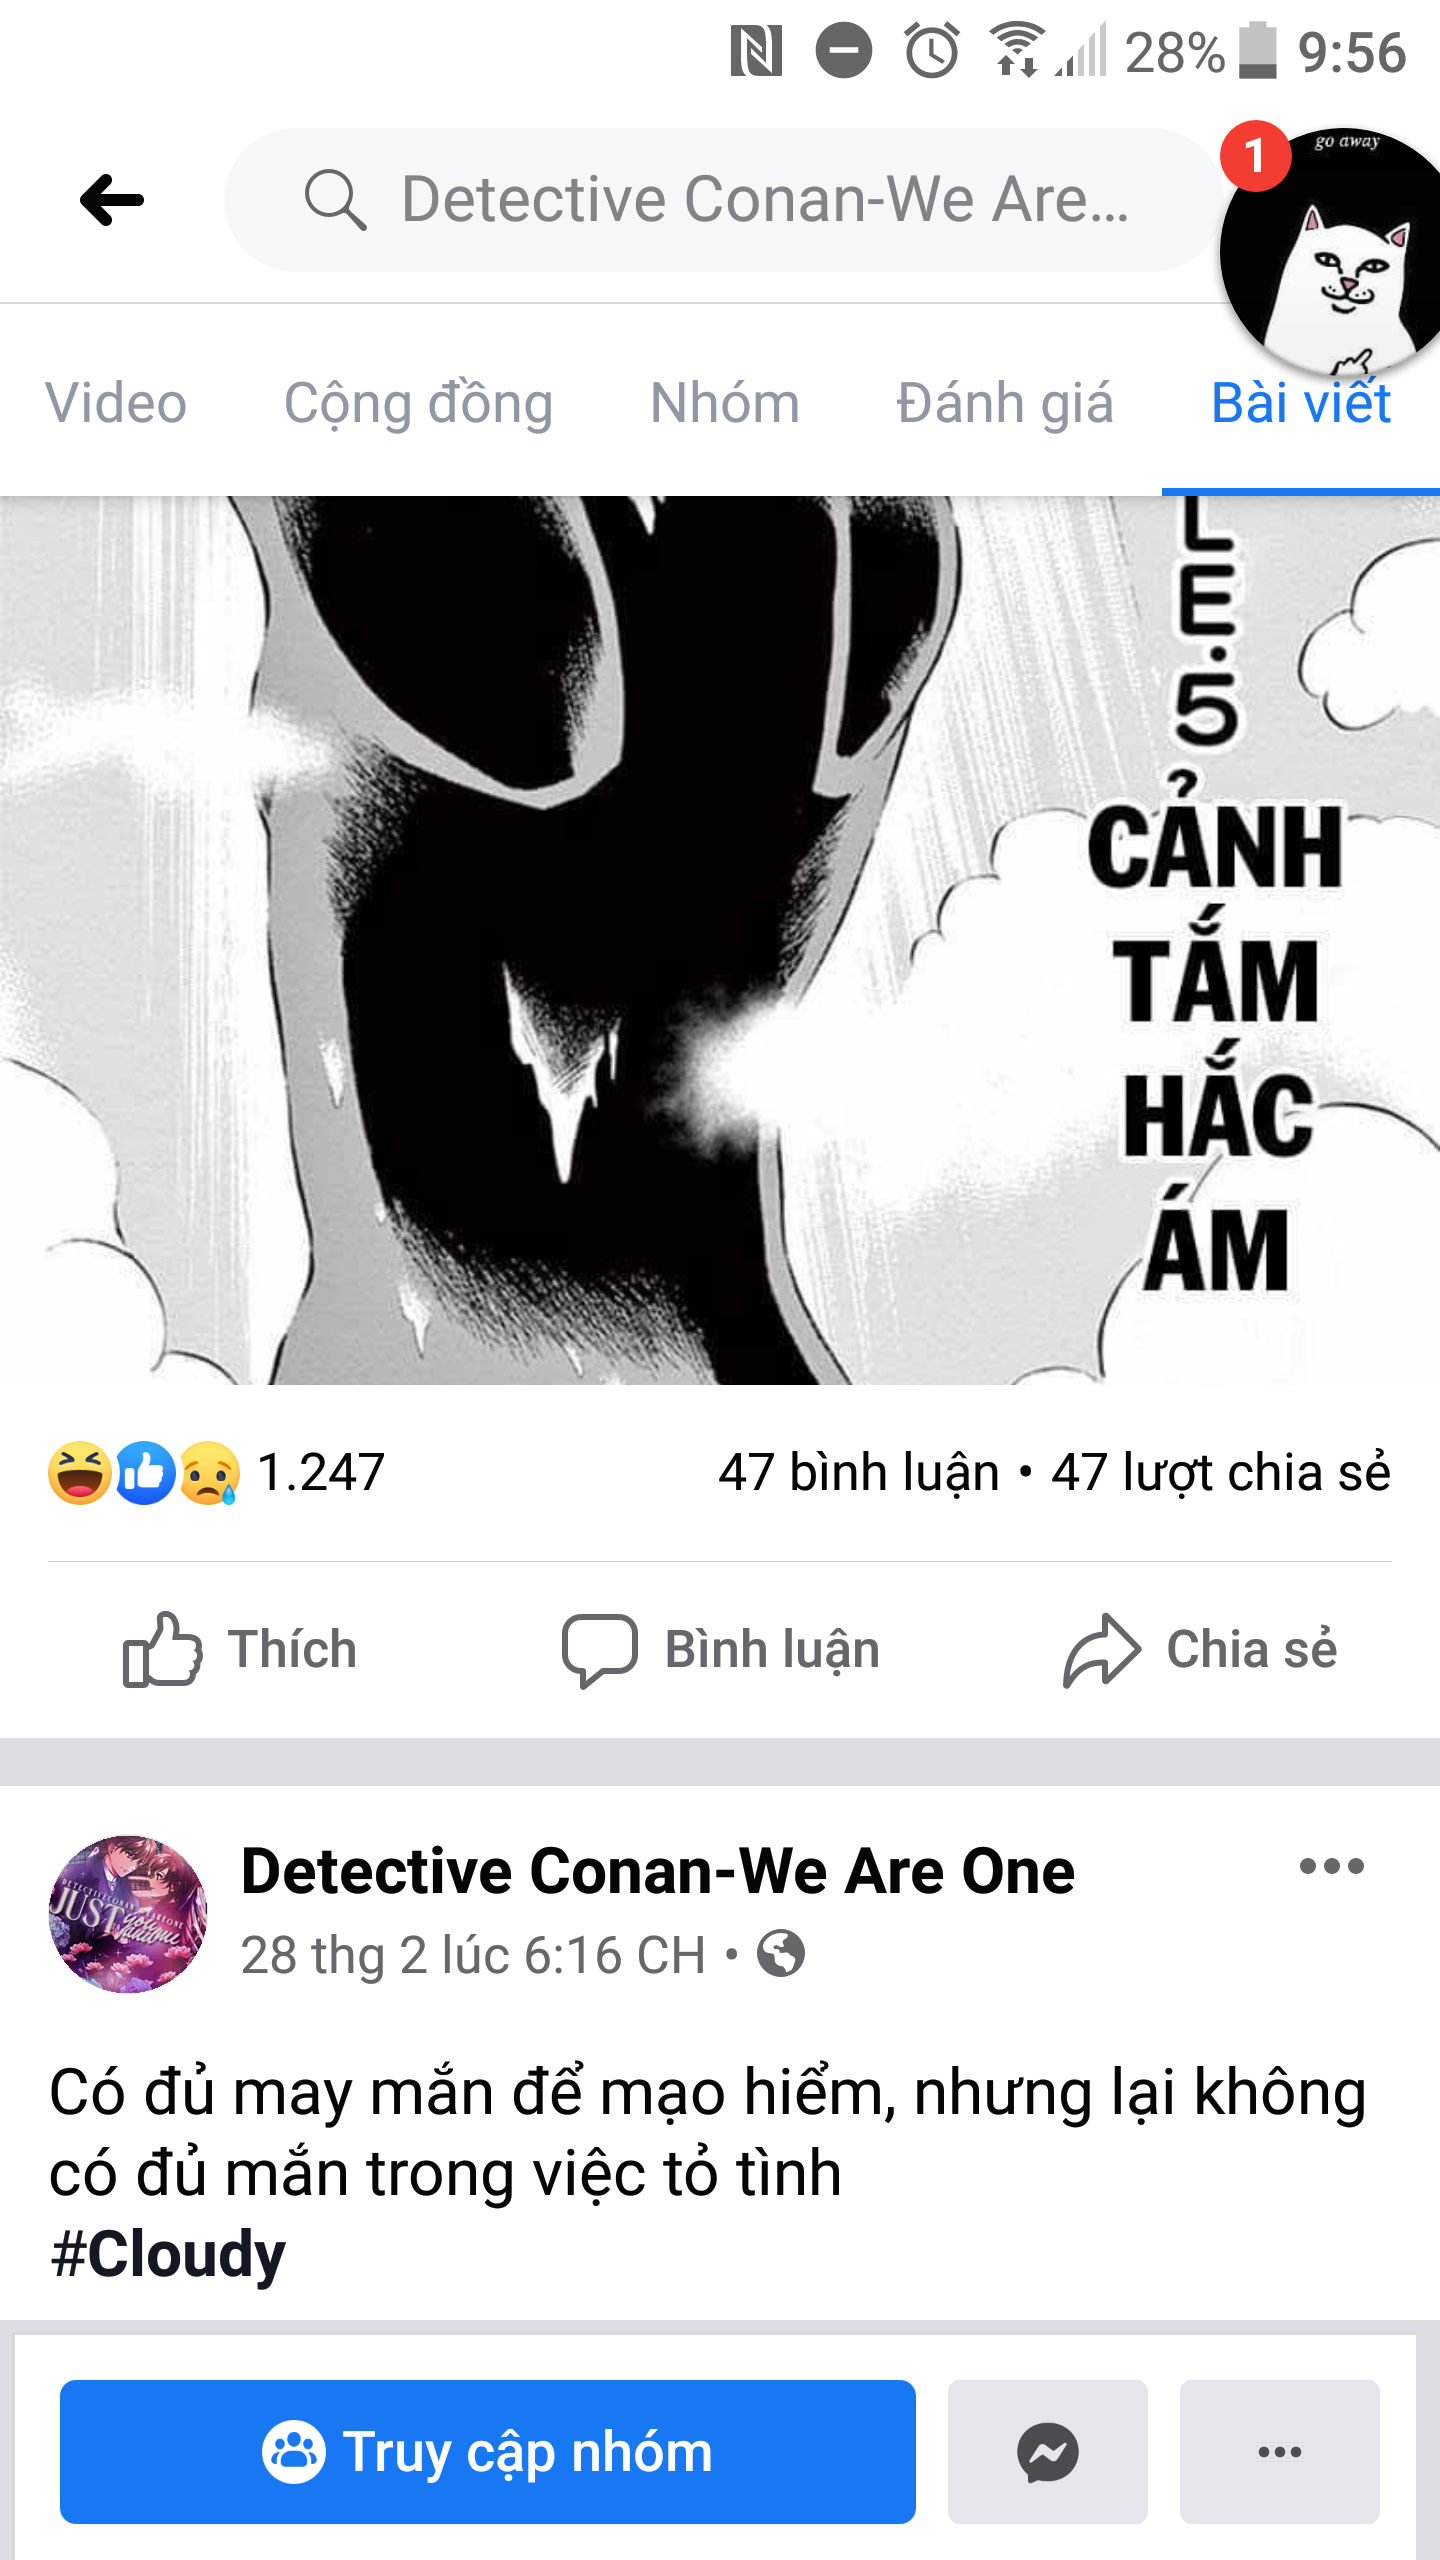 28% 9:56
1
go away
Detective Conan-We Are...
Video Cộng đồng Nhóm Đánh giá Bài viết
L
E
.
5
CẢNH
TẮM
HẮC
ÁM
1.247 47 bình luận • 47 lượt chia sẻ
Thích Bình luận Chia sẻ
Detective Conan-We Are One
28 thg 2 lúc 6:16 CH •
JUST
Có đủ may mắn để mạo hiểm, nhưng lại không
có đủ mắn trong việc tỏ tình
#Cloudy
Truy cập nhóm